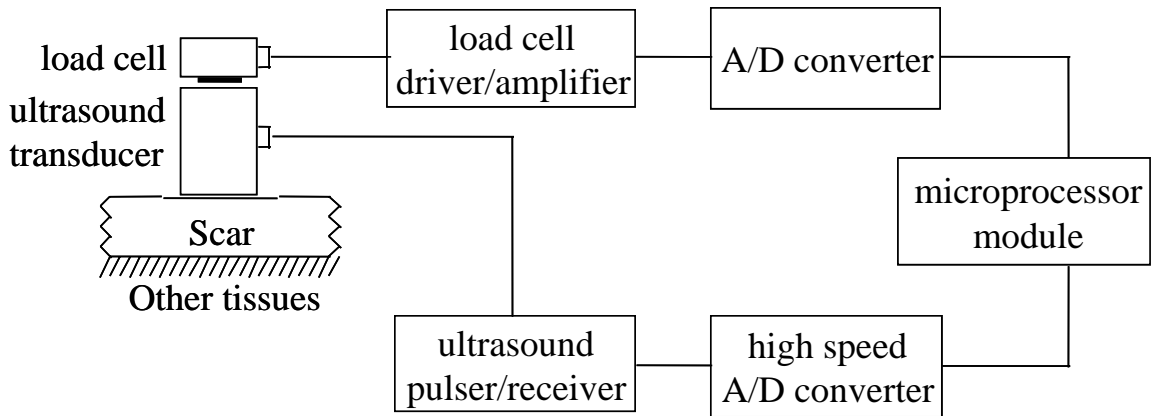 load cell
ultrasound
transducer
Scar
Other tissues
load cell
driver/amplifier
A/D converter
microprocessor
module
ultrasound
pulser/receiver
high speed
A/D converter